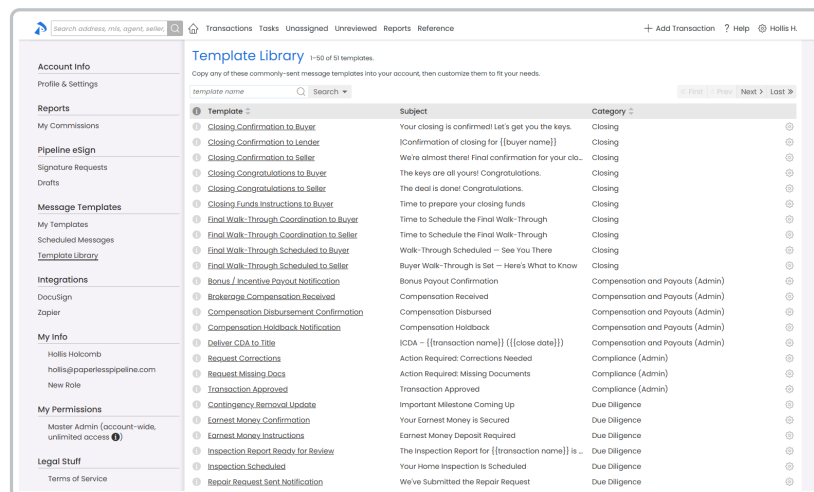 Search address, mls, agent, seller,
Transactions Tasks Unassigned Unreviewed Reports Reference
+ Add Transaction ? Help Hollis H.
Account Info
Profile & Settings
Reports
My Commissions
Pipeline eSign
Signature Requests
Drafts
Message Templates
My Templates
Scheduled Messages
Template Library
Integrations
DocuSign
Zapier
My Info
Hollis Holcomb
hollis@paperlesspipeline.com
New Role
My Permissions
Master Admin (account-wide,
unlimited access i)
Legal Stuff
Terms of Service
Template Library 1-50 of 51 templates.
Copy any of these commonly-sent message templates into your account, then customize them to fit your needs.
template name Search
« First < Prev Next > Last »
Template Subject Category
Closing Confirmation to Buyer Your closing is confirmed! Let's get you the keys. Closing
Closing Confirmation to Lender |Confirmation of closing for {{buyer name}} Closing
Closing Confirmation to Seller We're almost there! Final confirmation for your clo... Closing
Closing Congratulations to Buyer The keys are all yours! Congratulations. Closing
Closing Congratulations to Seller The deal is done! Congratulations. Closing
Closing Funds Instructions to Buyer Time to prepare your closing funds Closing
Final Walk-Through Coordination to Buyer Time to Schedule the Final Walk-Through Closing
Final Walk-Through Coordination to Seller Time to Schedule the Final Walk-Through Closing
Final Walk-Through Scheduled to Buyer Walk-Through Scheduled — See You There Closing
Final Walk-Through Scheduled to Seller Buyer Walk-Through is Set — Here's What to Know Closing
Bonus / Incentive Payout Notification Bonus Payout Confirmation Compensation and Payouts (Admin)
Brokerage Compensation Received Compensation Received Compensation and Payouts (Admin)
Compensation Disbursement Confirmation Compensation Disbursed Compensation and Payouts (Admin)
Compensation Holdback Notification Compensation Holdback Compensation and Payouts (Admin)
Deliver CDA to Title |CDA – {{transaction name}} ({{close date}}) Compensation and Payouts (Admin)
Request Corrections Action Required: Corrections Needed Compliance (Admin)
Request Missing Docs Action Required: Missing Documents Compliance (Admin)
Transaction Approved Transaction Approved Compliance (Admin)
Contingency Removal Update Important Milestone Coming Up Due Diligence
Earnest Money Confirmation Your Earnest Money is Secured Due Diligence
Earnest Money Instructions Earnest Money Deposit Required Due Diligence
Inspection Report Ready for Review The Inspection Report for {{transaction name}} is ... Due Diligence
Inspection Scheduled Your Home Inspection Is Scheduled Due Diligence
Repair Request Sent Notification We've Submitted the Repair Request Due Diligence